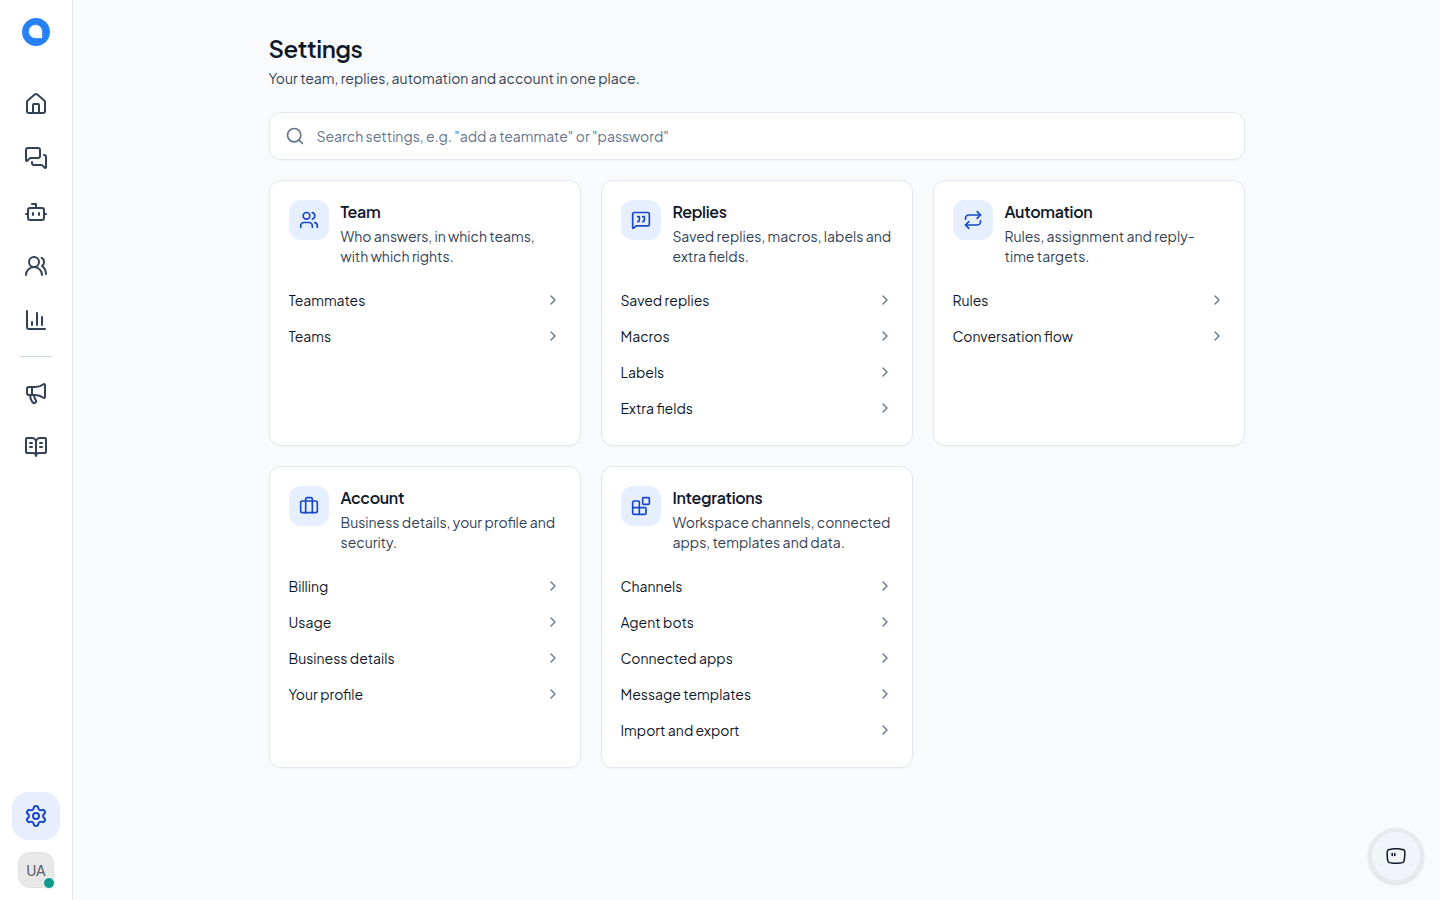 Settings
Your team, replies, automation and account in one place.
Search settings, e.g. "add a teammate" or "password"
Team
Who answers, in which teams,
with which rights.
Teammates
Teams
Replies
Saved replies, macros, labels and
extra fields.
Saved replies
Macros
Labels
Extra fields
Automation
Rules, assignment and reply-
time targets.
Rules
Conversation flow
Account
Business details, your profile and
security.
Billing
Usage
Business details
Your profile
Integrations
Workspace channels, connected
apps, templates and data.
Channels
Agent bots
Connected apps
Message templates
Import and export
UA